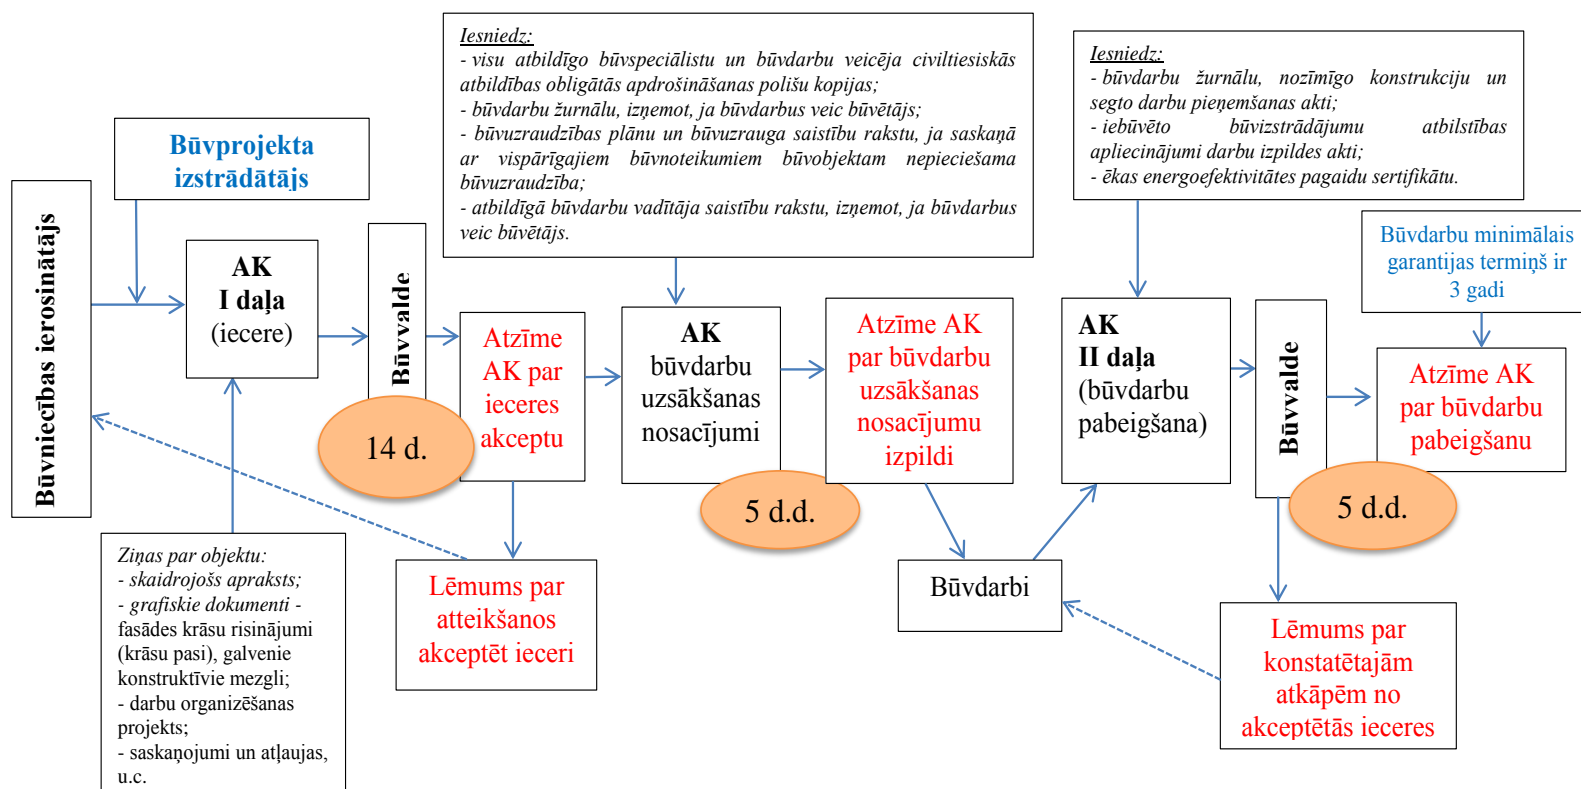 Iesniedz:
- visu atbildīgo būvspeciālistu un būvdarbu veicēja civiltiesiskās
atbildības obligātās apdrošināšanas polišu kopijas;
- būvdarbu žurnālu, izņemot, ja būvdarbus veic būvētājs;
- būvuzraudzības plānu un būvuzrauga saistību rakstu, ja saskaņā
ar vispārīgajiem būvnoteikumiem būvobjektam nepieciešama
būvuzraudzība;
- atbildīgā būvdarbu vadītāja saistību rakstu, izņemot, ja būvdarbus
veic būvētājs.
Iesniedz:
- būvdarbu žurnālu, nozīmīgo konstrukciju un
segto darbu pieņemšanas akti;
- iebūvēto būvizstrādājumu atbilstības
apliecinājumi darbu izpildes akti;
- ēkas energoefektivitātes pagaidu sertifikātu.
Būvprojekta
izstrādātājs
Būvniecības ierosinātājs
AK
I daļa
(iecere)
Būvvalde
14 d.
Atzīme
AK par
ieceres
akceptu
AK
būvdarbu
uzsākšanas
nosacījumi
5 d.d.
Atzīme AK
par būvdarbu
uzsākšanas
nosacījumu
izpildi
AK
II daļa
(būvdarbu
pabeigšana)
Būvvalde
5 d.d.
Būvdarbu minimālais
garantijas termiņš ir
3 gadi
Atzīme AK
par būvdarbu
pabeigšanu
Ziņas par objektu:
- skaidrojošs apraksts;
- grafiskie dokumenti -
fasādes krāsu risinājumi
(krāsu pasi), galvenie
konstruktīvie mezgli;
- darbu organizēšanas
projekts;
- saskaņojumi un atļaujas,
u.c.
Lēmums par
atteikšanos
akceptēt ieceri
Būvdarbi
Lēmums par
konstatētajām
atkāpēm no
akceptētās ieceres